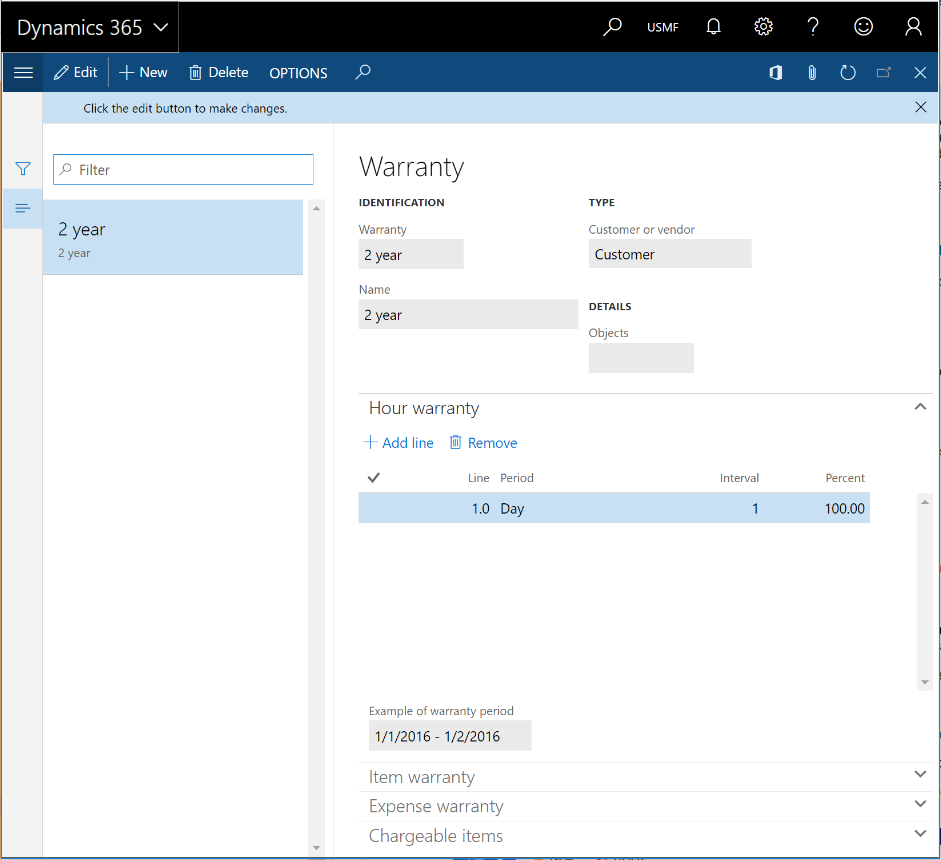 Dynamics 365
USMF
?
Edit
New
Delete
OPTIONS
Click the edit button to make changes.
Filter
2 year
2 year
Warranty
IDENTIFICATION
Warranty
2 year
Name
2 year
TYPE
Customer or vendor
Customer
DETAILS
Objects
Hour warranty
Add line
Remove
Line Period Interval Percent
1.0 Day 1 100.00
Example of warranty period
1/1/2016 - 1/2/2016
Item warranty
Expense warranty
Chargeable items